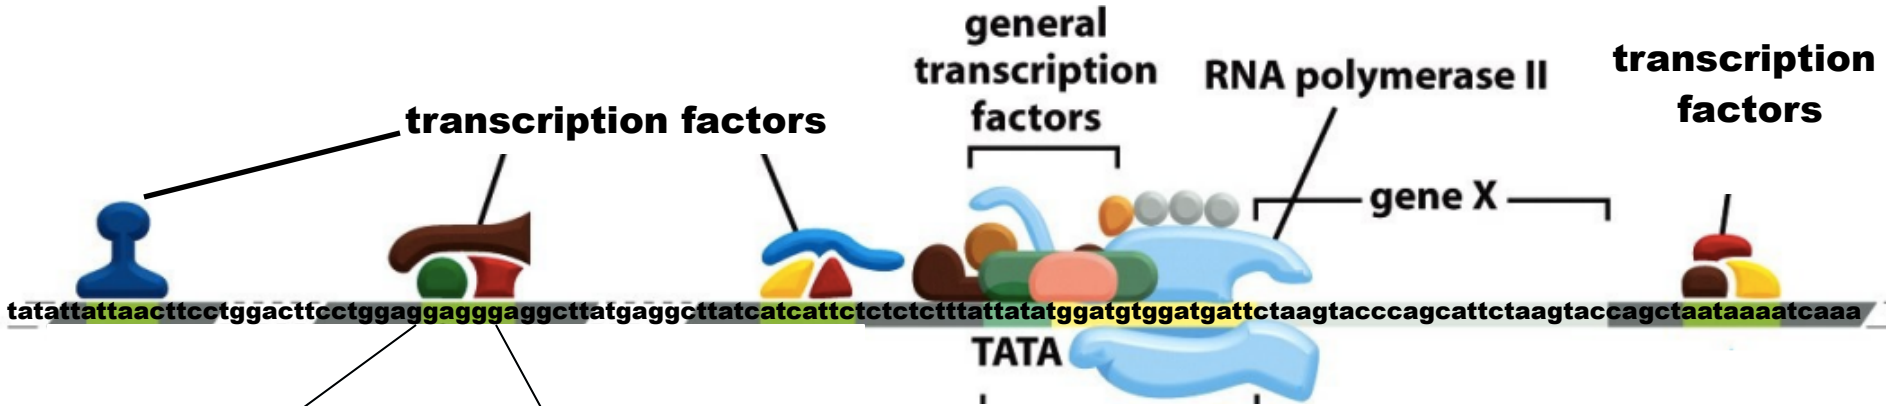 general
transcription
factors
RNA polymerase II
transcription
factors
transcription factors
gene X
tatattattaacttcctggacttcctggaggagggaggcttatgaggcttatcatcattctctctctttattatatggatgtggatgattctaagtacccagcattctaagtaccagctaataaaatcaaa
TATA